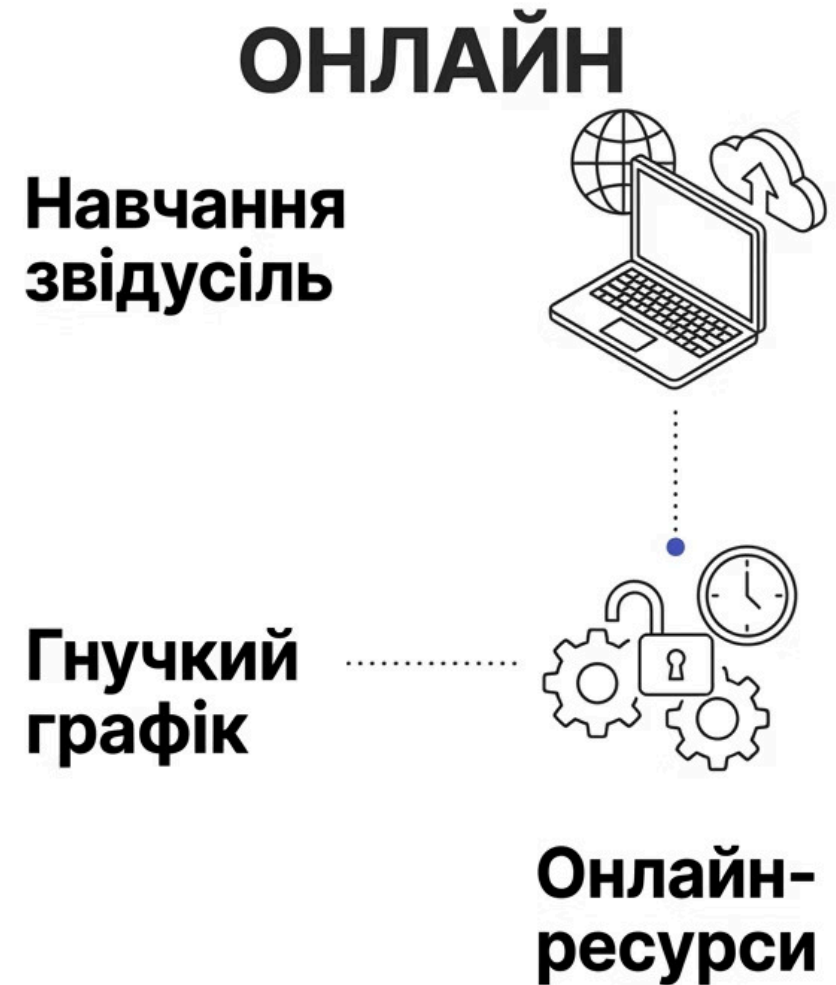 ОНЛАЙН
Навчання
звідусіль
Гнучкий
графік
Онлайн-
ресурси